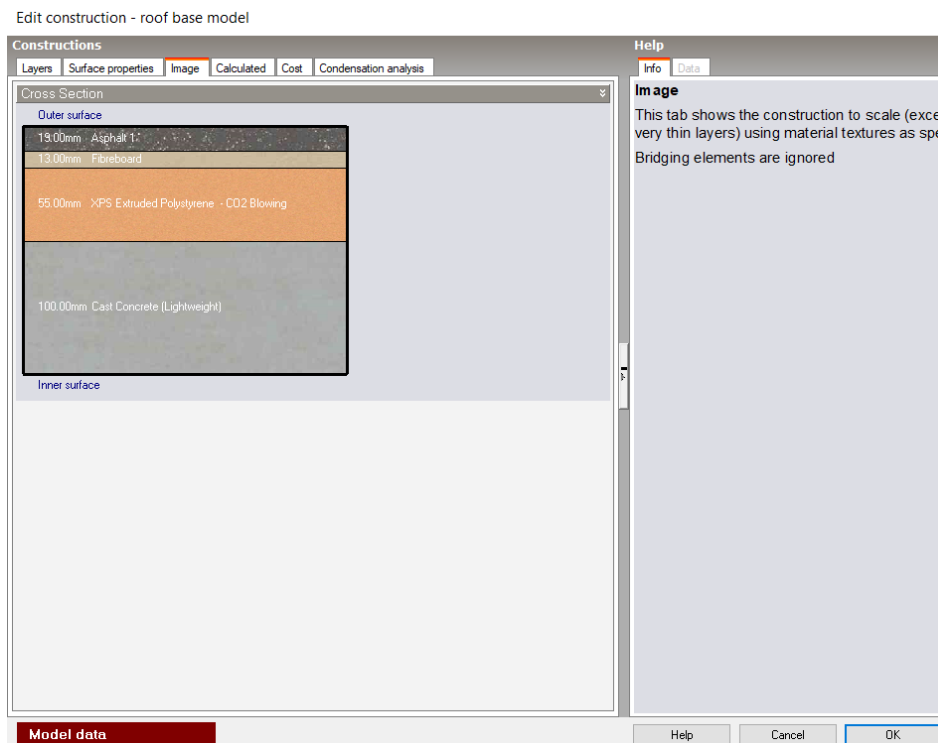 Edit construction - roof base model
Constructions
Layers Surface properties Image Calculated Cost Condensation analysis
Cross Section
Outer surface
19.00mm Asphalt 1
13.00mm Fibreboard
55.00mm XPS Extruded Polystyrene - CO2 Blowing
100.00mm Cast Concrete (Lightweight)
Inner surface
Model data
Help
Info Data
Image
This tab shows the construction to scale (exce
very thin layers) using material textures as spe
Bridging elements are ignored
Help Cancel OK